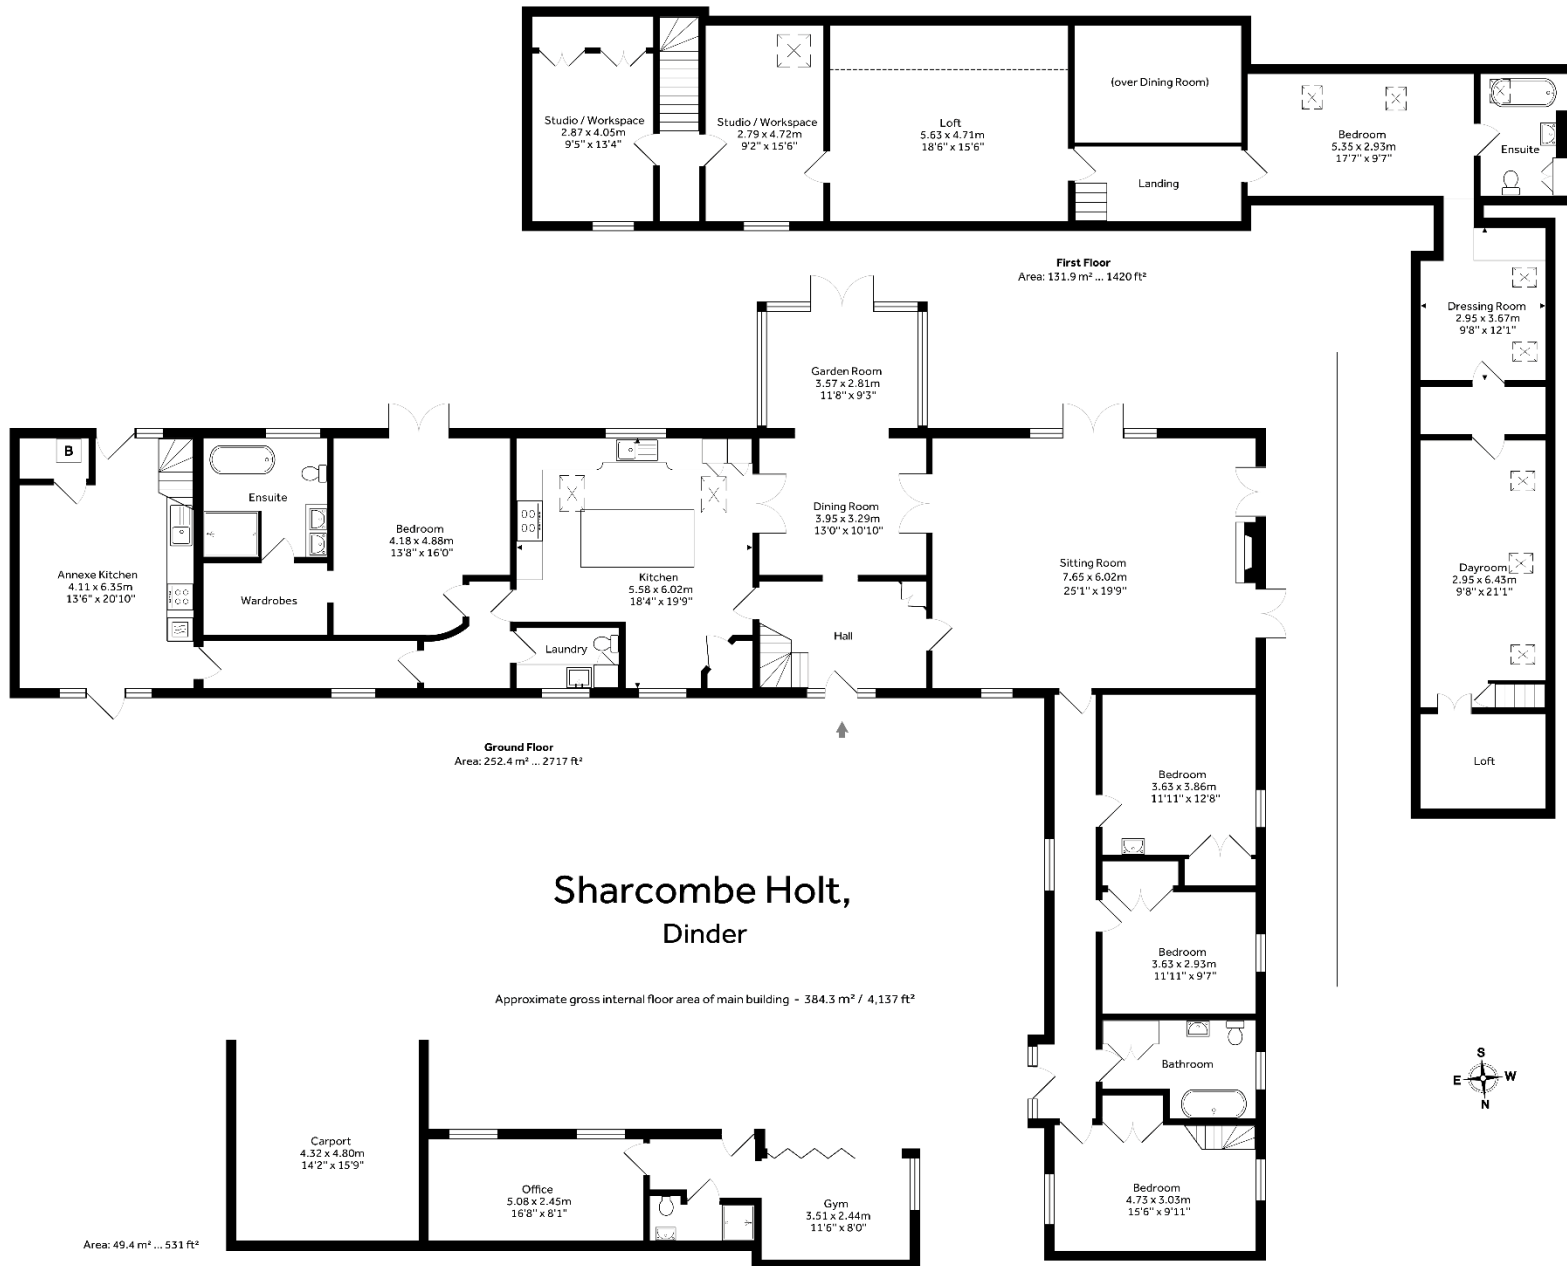 Studio / Workspace
2.87 x 4.05m
9'5" x 13'4"
Studio / Workspace
2.79 x 4.72m
9'2" x 15'6"
Loft
5.63 x 4.71m
18'6" x 15'6"
(over Dining Room)
Landing
Bedroom
5.35 x 2.93m
17'7" x 9'7"
Ensuite
First Floor
Area: 131.9 m² ... 1420 ft²
Dressing Room
2.95 x 3.67m
9'8" x 12'1"
Dayroom
2.95 x 6.43m
9'8" x 21'1"
Loft
Garden Room
3.57 x 2.81m
11'8" x 9'3"
B
Annexe Kitchen
4.11 x 6.35m
13'6" x 20'10"
Ensuite
Wardrobes
Bedroom
4.18 x 4.88m
13'8" x 16'0"
Kitchen
5.58 x 6.02m
18'4" x 19'9"
Laundry
Dining Room
3.95 x 3.29m
13'0" x 10'10"
Hall
Sitting Room
7.65 x 6.02m
25'1" x 19'9"
Ground Floor
Area: 252.4 m² ... 2717 ft²
Bedroom
3.63 x 3.86m
11'11" x 12'8"
Bedroom
3.63 x 2.93m
11'11" x 9'7"
Bathroom
Bedroom
4.73 x 3.03m
15'6" x 9'11"
Sharcombe Holt,
Dinder
Approximate gross internal floor area of main building - 384.3 m² / 4,137 ft²
Carport
4.32 x 4.80m
14'2" x 15'9"
Office
5.08 x 2.45m
16'8" x 8'1"
Gym
3.51 x 2.44m
11'6" x 8'0"
Area: 49.4 m² ... 531 ft²
S
E W
N